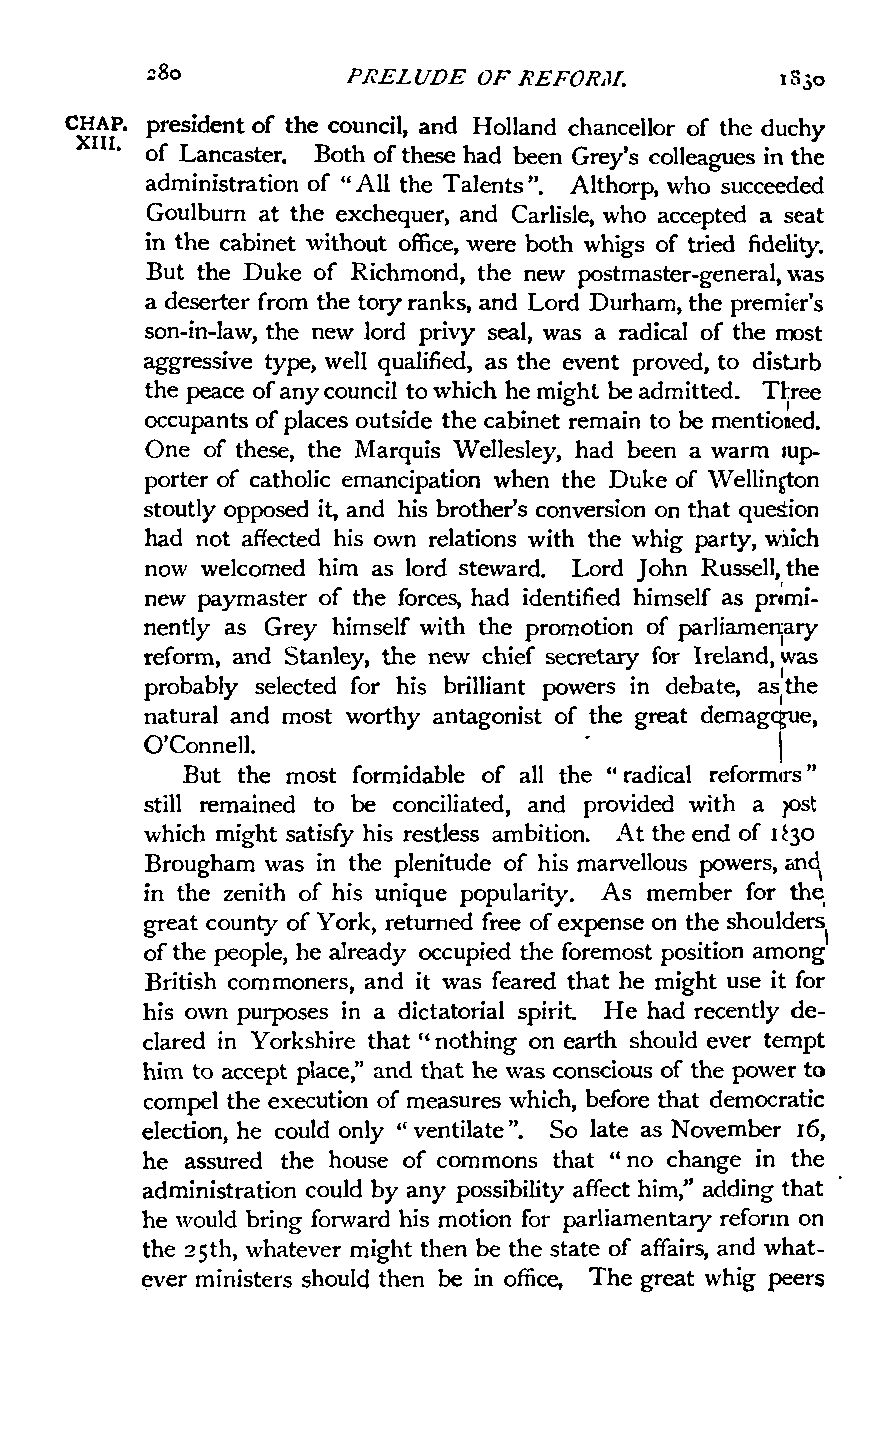 280 PRELUDE OF REFORM. 1830
CHAP. president of the council, and Holland chancellor of the duchy
XIII. of Lancaster. Both of these had been Grey's colleagues in the
administration of "All the Talents". Althorp, who succeeded
Goulburn at the exchequer, and Carlisle, who accepted a seat
in the cabinet without office, were both whigs of tried fidelity.
But the Duke of Richmond, the new postmaster-general, was
a deserter from the tory ranks, and Lord Durham, the premier's
son-in-law, the new lord privy seal, was a radical of the most
aggressive type, well qualified, as the event proved, to disturb
the peace of any council to which he might be admitted. Three
occupants of places outside the cabinet remain to be mentioned.
One of these, the Marquis Wellesley, had been a warm sup-
porter of catholic emancipation when the Duke of Wellington
stoutly opposed it, and his brother's conversion on that question
had not affected his own relations with the whig party, which
now welcomed him as lord steward. Lord John Russell, the
new paymaster of the forces, had identified himself as promi-
nently as Grey himself with the promotion of parliamentary
reform, and Stanley, the new chief secretary for Ireland, was
probably selected for his brilliant powers in debate, as the
natural and most worthy antagonist of the great demagogue,
O'Connell.
But the most formidable of all the "radical reformers"
still remained to be conciliated, and provided with a post
which might satisfy his restless ambition. At the end of 1830
Brougham was in the plenitude of his marvellous powers, and
in the zenith of his unique popularity. As member for the
great county of York, returned free of expense on the shoulders
of the people, he already occupied the foremost position among
British commoners, and it was feared that he might use it for
his own purposes in a dictatorial spirit. He had recently de-
clared in Yorkshire that "nothing on earth should ever tempt
him to accept place," and that he was conscious of the power to
compel the execution of measures which, before that democratic
election, he could only "ventilate". So late as November 16,
he assured the house of commons that "no change in the
administration could by any possibility affect him," adding that
he would bring forward his motion for parliamentary reform on
the 25th, whatever might then be the state of affairs, and what-
ever ministers should then be in office. The great whig peers